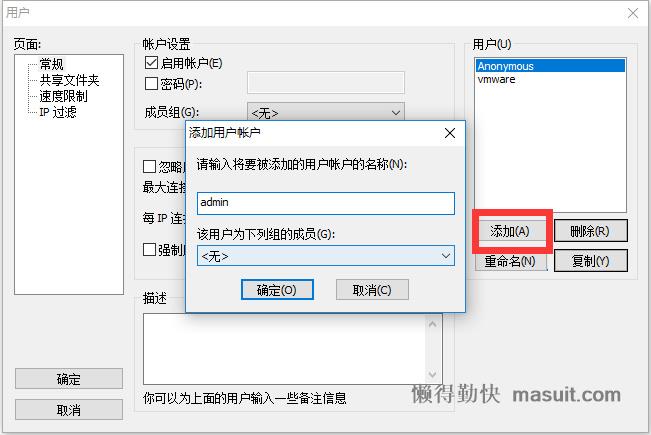 用户
页面:
常规
共享文件夹
速度限制
IP 过滤
帐户设置
启用帐户(E)
密码(P):
成员组(G):
<无>
忽略
最大连接
每 IP 连接
强制
描述
你可以为上面的用户输入一些备注信息
用户(U)
Anonymous
vmware
添加(A)
删除(R)
重命名(N)
复制(Y)
添加用户帐户
请输入将要被添加的用户帐户的名称(N):
admin
该用户为下列组的成员(G):
<无>
确定(O)
取消(C)
确定
取消
懒得勤快 masuit.com